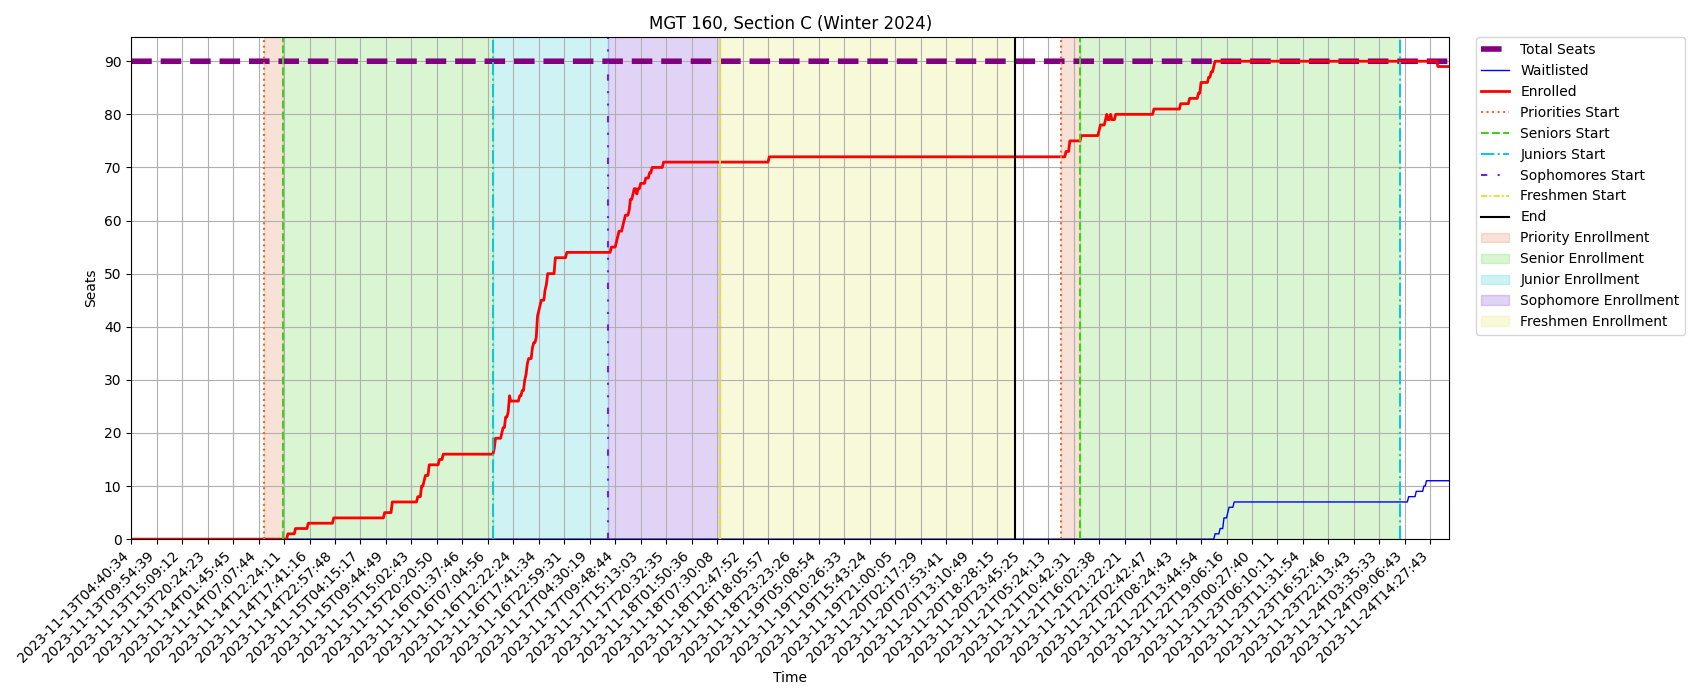 MGT 160, Section C (Winter 2024)
Seats
90
80
70
60
50
40
30
20
10
0
2023-11-13T04:40:34
2023-11-13T09:54:39
2023-11-13T15:09:12
2023-11-13T20:24:23
2023-11-14T01:45:45
2023-11-14T07:07:44
2023-11-14T12:24:11
2023-11-14T17:41:16
2023-11-14T22:57:48
2023-11-15T04:15:17
2023-11-15T09:44:49
2023-11-15T15:02:43
2023-11-15T20:20:50
2023-11-16T01:37:46
2023-11-16T07:04:56
2023-11-16T12:22:24
2023-11-16T17:41:34
2023-11-16T22:59:31
2023-11-17T04:30:19
2023-11-17T09:48:44
2023-11-17T15:13:03
2023-11-17T20:32:35
2023-11-18T01:50:36
2023-11-18T07:30:08
2023-11-18T12:47:52
2023-11-18T18:05:57
2023-11-18T23:23:26
2023-11-19T05:08:54
2023-11-19T10:26:33
2023-11-19T15:43:24
2023-11-19T21:00:05
2023-11-20T02:17:29
2023-11-20T07:53:41
2023-11-20T13:10:49
2023-11-20T18:28:15
2023-11-20T23:45:25
2023-11-21T05:24:13
2023-11-21T10:42:31
2023-11-21T16:02:38
2023-11-21T21:22:21
2023-11-22T02:42:47
2023-11-22T08:24:43
2023-11-22T13:44:54
2023-11-22T19:06:16
2023-11-23T00:27:40
2023-11-23T06:10:11
2023-11-23T11:31:54
2023-11-23T16:52:46
2023-11-23T22:13:43
2023-11-24T03:35:33
2023-11-24T09:06:43
2023-11-24T14:27:43
Time
Total Seats
Waitlisted
Enrolled
Priorities Start
Seniors Start
Juniors Start
Sophomores Start
Freshmen Start
End
Priority Enrollment
Senior Enrollment
Junior Enrollment
Sophomore Enrollment
Freshmen Enrollment